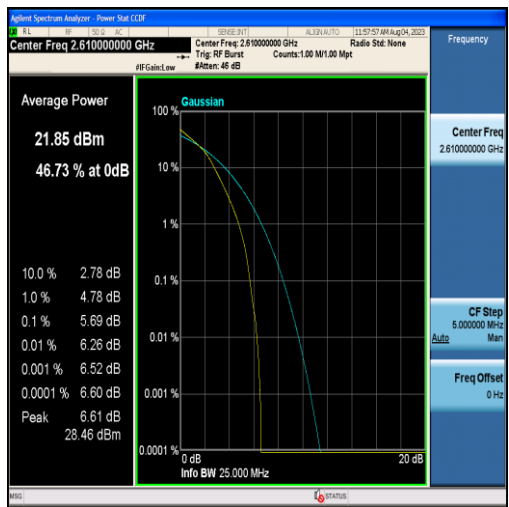 Agilent Spectrum Analyzer - Power Stat CCDF
RL RF 50 Ω AC SENSE:INT ALIGN AUTO 11:57:57 AM Aug 04, 2023
Center Freq 2.610000000 GHz
Center Freq: 2.610000000 GHz Radio Std: None
Trig: RF Burst Counts:1.00 M/1.00 Mpt
#IFGain:Low #Atten: 46 dB
Frequency
Average Power
21.85 dBm
46.73 % at 0dB
10.0 % 2.78 dB
1.0 % 4.78 dB
0.1 % 5.69 dB
0.01 % 6.26 dB
0.001 % 6.52 dB
0.0001 % 6.60 dB
Peak 6.61 dB
28.46 dBm
Gaussian
100 %
10 %
1 %
0.1 %
0.01 %
0.001 %
0.0001 %
0 dB 20 dB
Info BW 25.000 MHz
Center Freq
2.610000000 GHz
CF Step
5.000000 MHz
Auto Man
Freq Offset
0 Hz
MSG STATUS